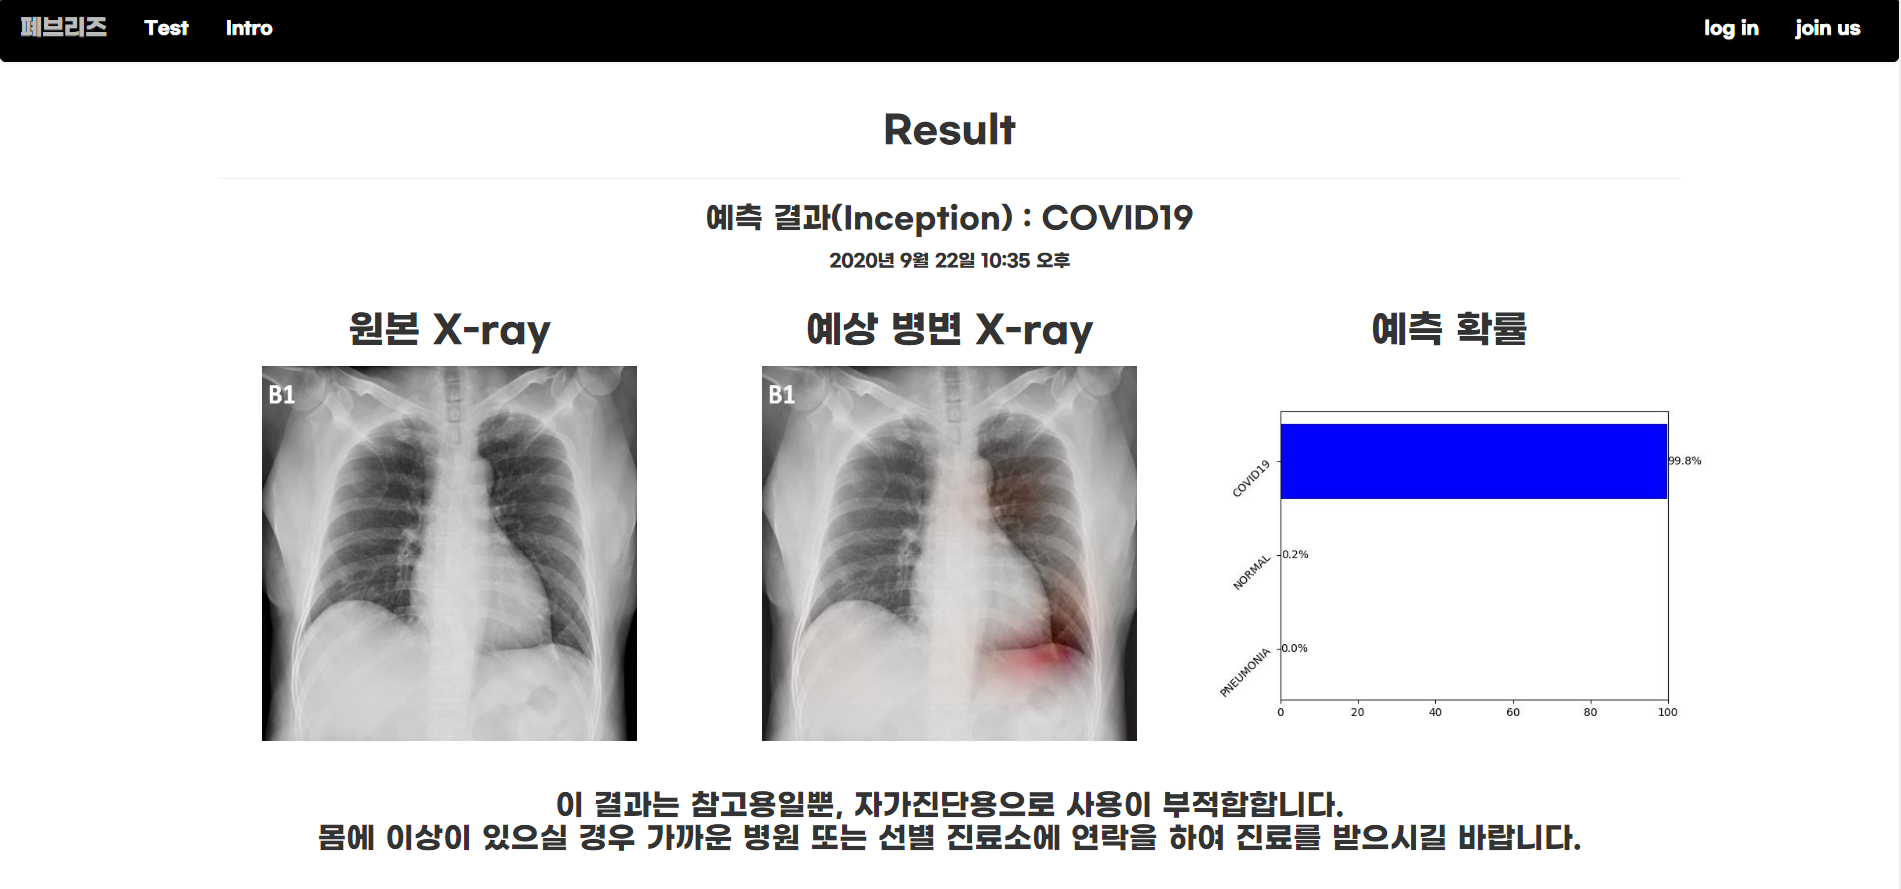 페브리즈 Test Intro log in join us
Result
예측 결과(Inception) : COVID19
2020년 9월 22일 10:35 오후
원본 X-ray
B1
예상 병변 X-ray
B1
예측 확률
COVID19 99.8%
NORMAL 0.2%
PNEUMONIA 0.0%
0 20 40 60 80 100
이 결과는 참고용일뿐, 자가진단용으로 사용이 부적합합니다.
몸에 이상이 있으실 경우 가까운 병원 또는 선별 진료소에 연락을 하여 진료를 받으시길 바랍니다.